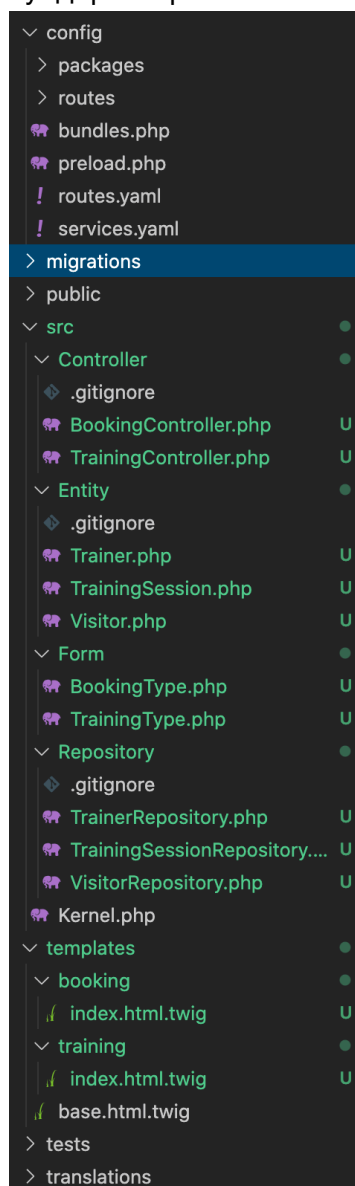 config
packages
routes
bundles.php
preload.php
! routes.yaml
! services.yaml
migrations
public
src
Controller
.gitignore
BookingController.php U
TrainingController.php U
Entity
.gitignore
Trainer.php U
TrainingSession.php U
Visitor.php U
Form
BookingType.php U
TrainingType.php U
Repository
.gitignore
TrainerRepository.php U
TrainingSessionRepository.... U
VisitorRepository.php U
Kernel.php
templates
booking
index.html.twig U
training
index.html.twig U
base.html.twig
tests
translations